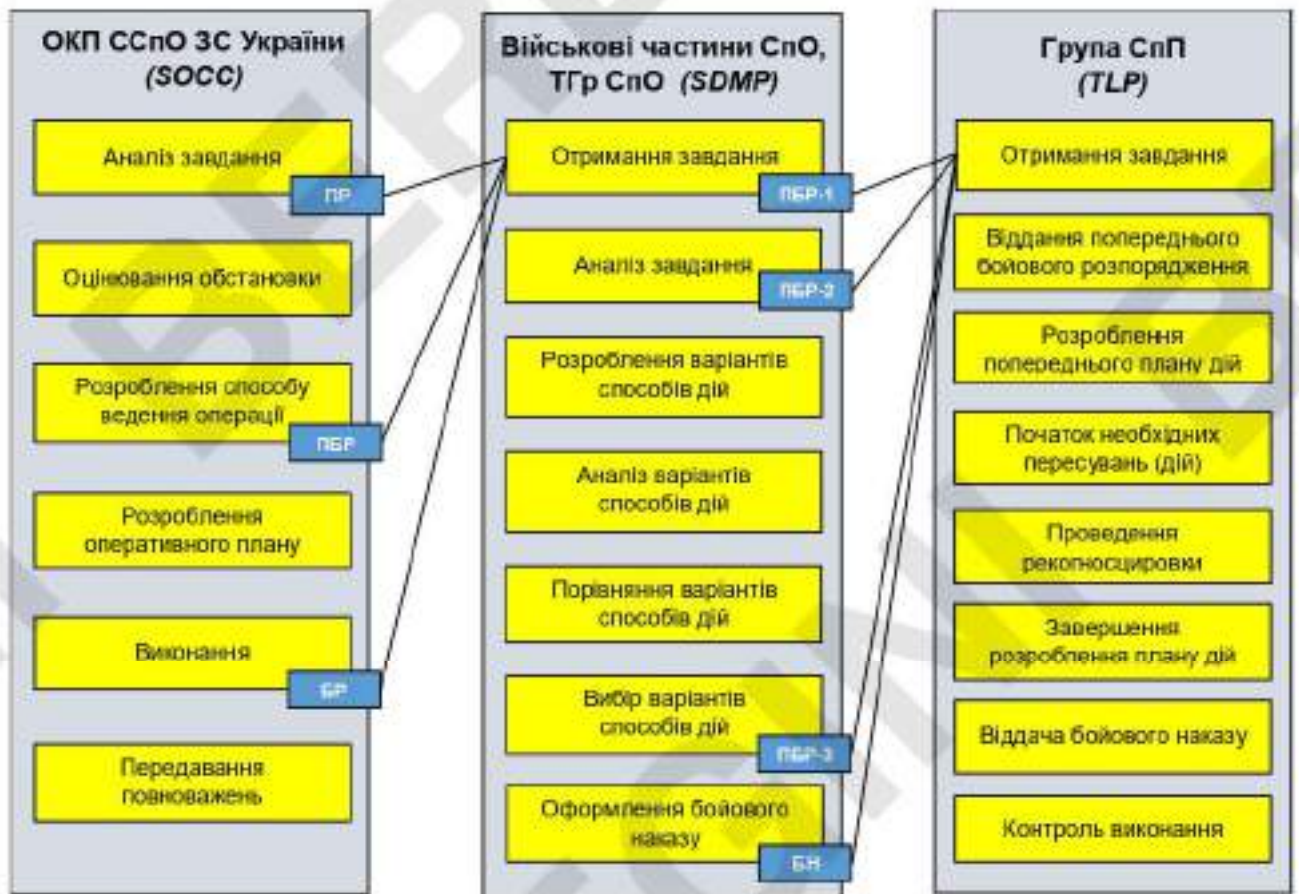 ОКП ССпО ЗС України
(SOCC)
Аналіз завдання
ПР
Оцінювання обстановки
Розроблення способу
ведення операції
ПБР
Розроблення
оперативного плану
Виконання
БР
Передавання
повноважень
Військові частини СпО,
ТГр СпО (SDMP)
Отримання завдання
ПБР-1
Аналіз завдання
ПБР-2
Розроблення варіантів
способів дій
Аналіз варіантів
способів дій
Порівняння варіантів
способів дій
Вибір варіантів
способів дій
ПБР-3
Оформлення бойового
наказу
БН
Група СпП
(TLP)
Отримання завдання
Віддання попереднього
бойового розпорядження
Розроблення
попереднього плану дій
Початок необхідних
пересувань (дій)
Проведення
рекогносцировки
Завершення
розроблення плану дій
Віддача бойового наказу
Контроль виконання